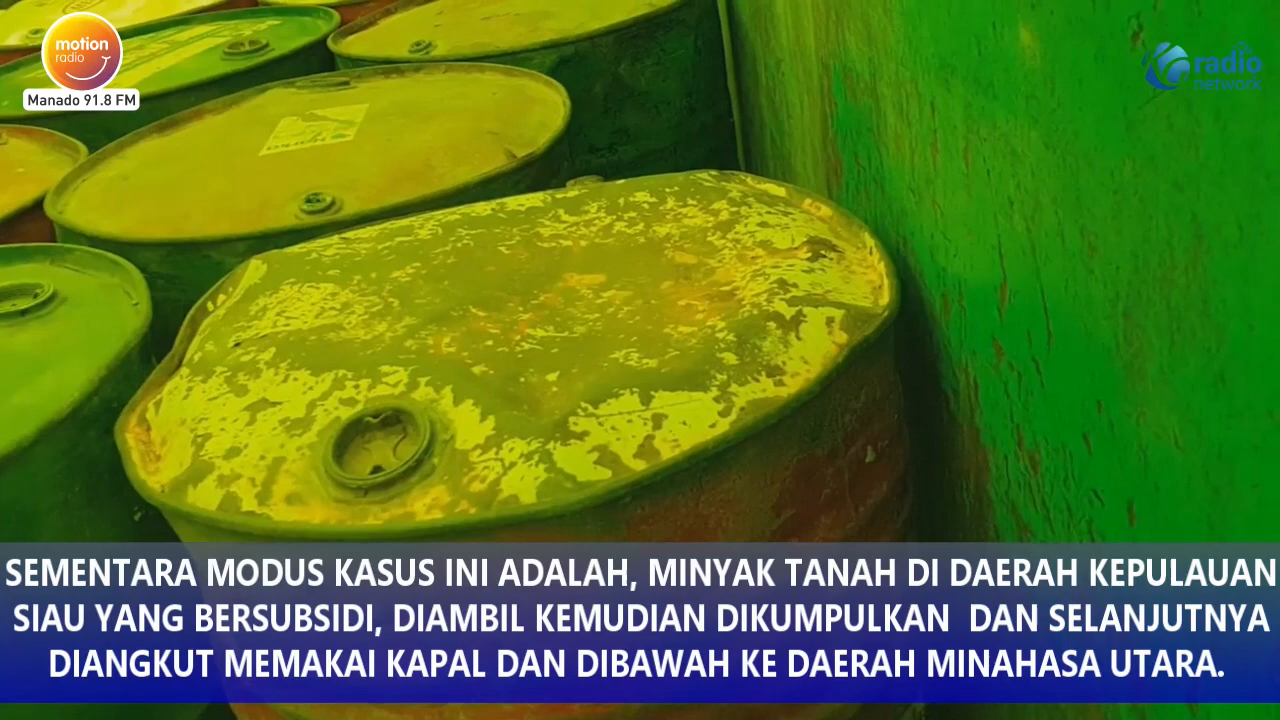 motion
radio
Manado 91.8 FM
radio
network
SEMENTARA MODUS KASUS INI ADALAH, MINYAK TANAH DI DAERAH KEPULAUAN
SIAU YANG BERSUBSIDI, DIAMBIL KEMUDIAN DIKUMPULKAN DAN SELANJUTNYA
DIANGKUT MEMAKAI KAPAL DAN DIBAWAH KE DAERAH MINAHASA UTARA.